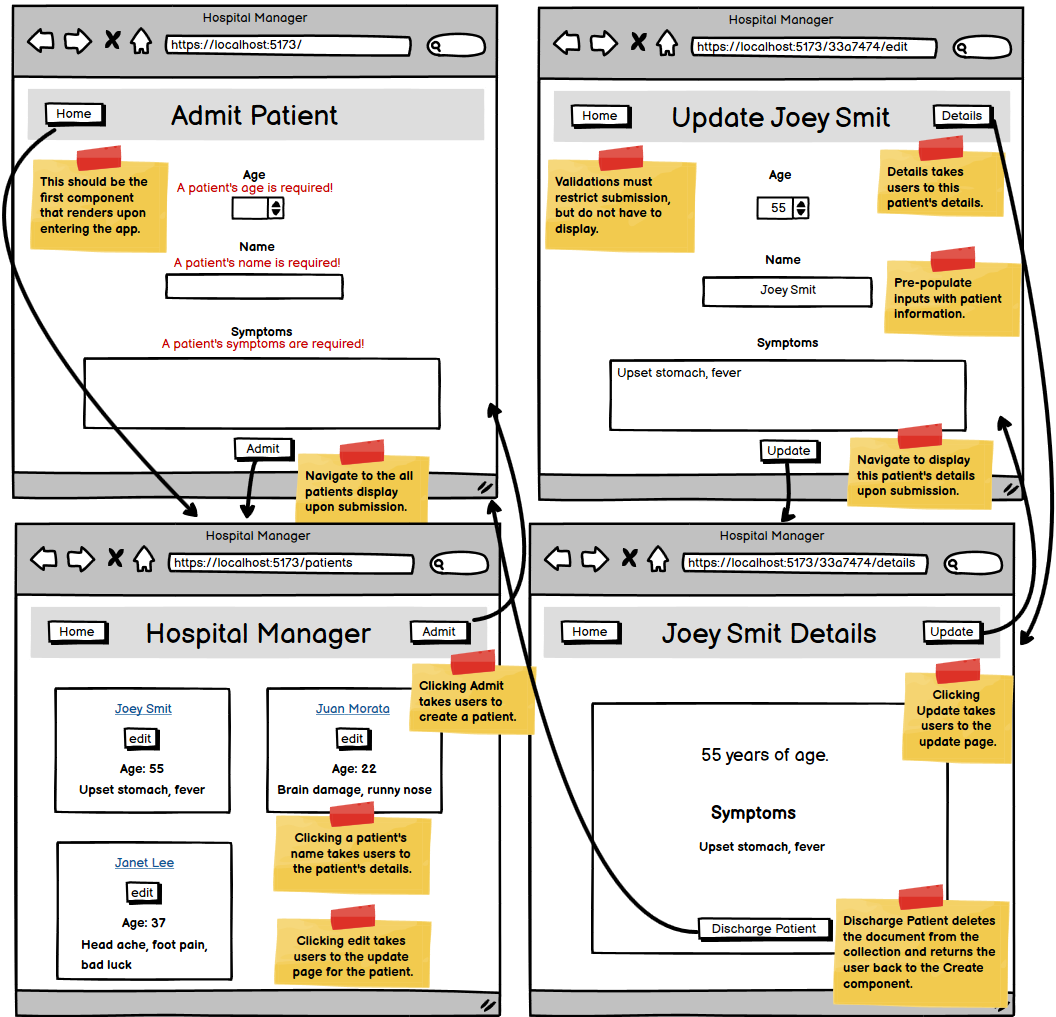 Hospital Manager
https://localhost:5173/
Home
Admit Patient
This should be the
first component
that renders upon
entering the app.
Age
A patient's age is required!
Name
A patient's name is required!
Symptoms
A patient's symptoms are required!
Admit
Navigate to the all
patients display
upon submission.
Hospital Manager
https://localhost:5173/33a7474/edit
Home
Update Joey Smit
Details
Validations must
restrict submission,
but do not have to
display.
Details takes
users to this
patient's details.
Age
55
Name
Joey Smit
Pre-populate
inputs with patient
information.
Symptoms
Upset stomach, fever
Update
Navigate to display
this patient's details
upon submission.
Hospital Manager
https://localhost:5173/patients
Home
Hospital Manager
Admit
Clicking Admit
takes users to
create a patient.
Joey Smit
edit
Age: 55
Upset stomach, fever
Juan Morata
edit
Age: 22
Brain damage, runny nose
Clicking a patient's
name takes users to
the patient's details.
Janet Lee
edit
Age: 37
Head ache, foot pain,
bad luck
Clicking edit takes
users to the update
page for the patient.
Hospital Manager
https://localhost:5173/33a7474/details
Home
Joey Smit Details
Update
Clicking
Update takes
users to the
update page.
55 years of age.
Symptoms
Upset stomach, fever
Discharge Patient
Discharge Patient deletes
the document from the
collection and returns the
user back to the Create
component.